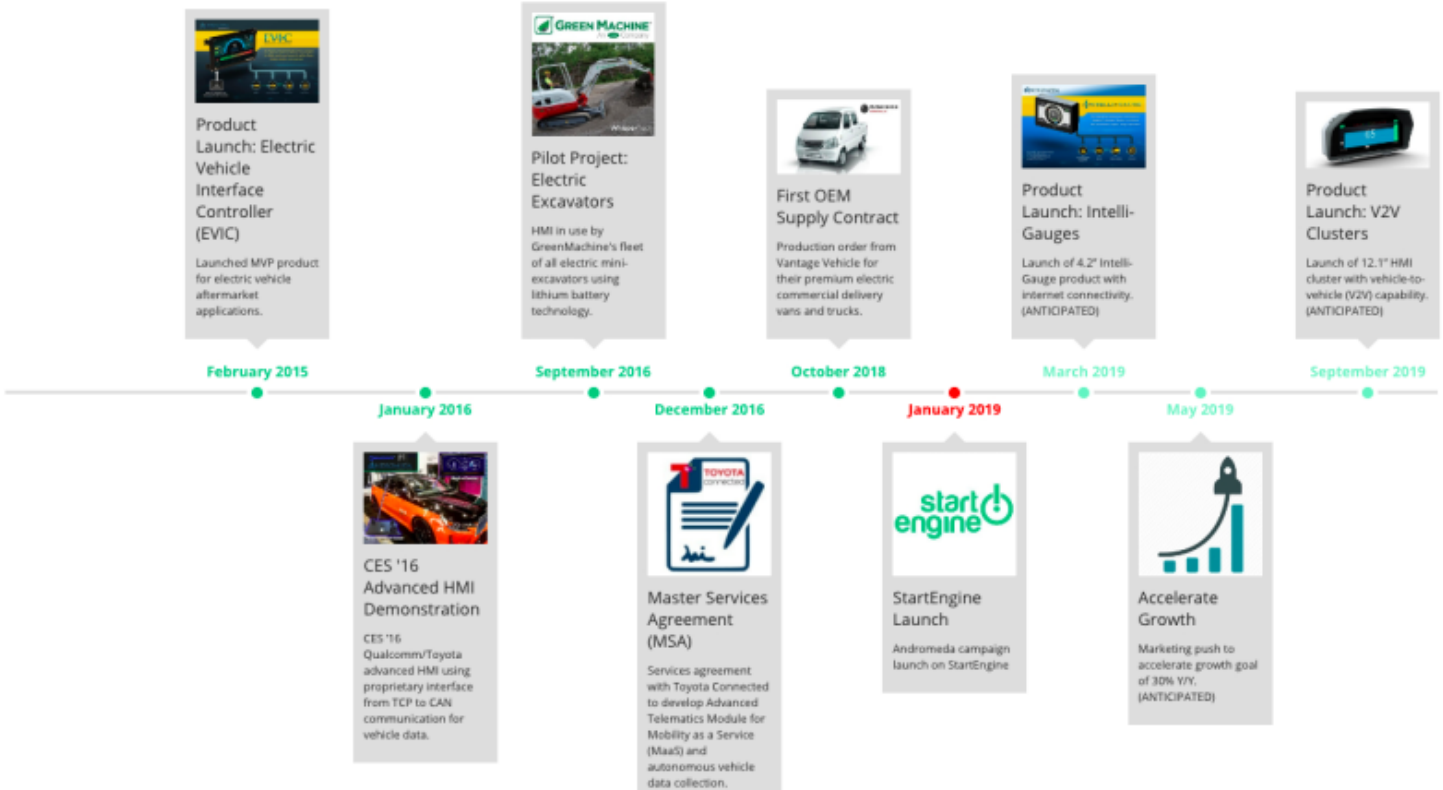 EVIC
Product
Launch: Electric
Vehicle
Interface
Controller
(EVIC)
Launched MVP product
for electric vehicle
aftermarket
applications.
February 2015
January 2016
CES '16
Advanced HMI
Demonstration
CES '16
Qualcomm/Toyota
advanced HMI using
proprietary interface
from TCP to CAN
communication for
vehicle data.
GREEN MACHINE
Company
Pilot Project:
Electric
Excavators
HMI in use by
GreenMachine's fleet
of all electric mini-
excavators using
lithium battery
technology.
September 2016
December 2016
TOYOTA
connected
Master Services
Agreement
(MSA)
Services agreement
with Toyota Connected
to develop Advanced
Telematics Module for
Mobility as a Service
(MaaS) and
autonomous vehicle
data collection.
First OEM
Supply Contract
Production order from
Vantage Vehicle for
their premium electric
commercial delivery
vans and trucks.
October 2018
January 2019
start
engine
StartEngine
Launch
Andromeda campaign
launch on StartEngine
Product
Launch: Intelli-
Gauges
Launch of 4.2" Intelli-
Gauge product with
internet connectivity.
(ANTICIPATED)
March 2019
May 2019
Accelerate
Growth
Marketing push to
accelerate growth goal
of 30% Y/Y.
(ANTICIPATED)
65
Product
Launch: V2V
Clusters
Launch of 12.1" HMI
cluster with vehicle-to-
vehicle (V2V) capability.
(ANTICIPATED)
September 2019